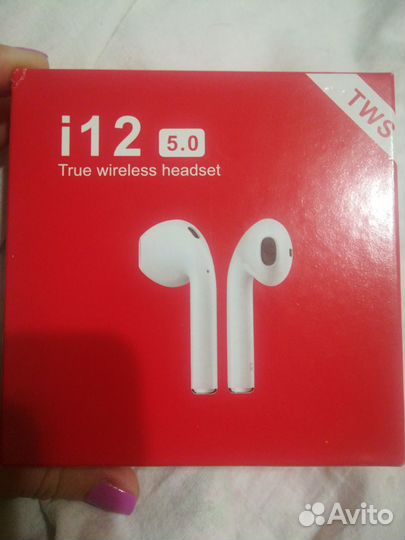 TWS
i12 5.0
True wireless headset
Avito